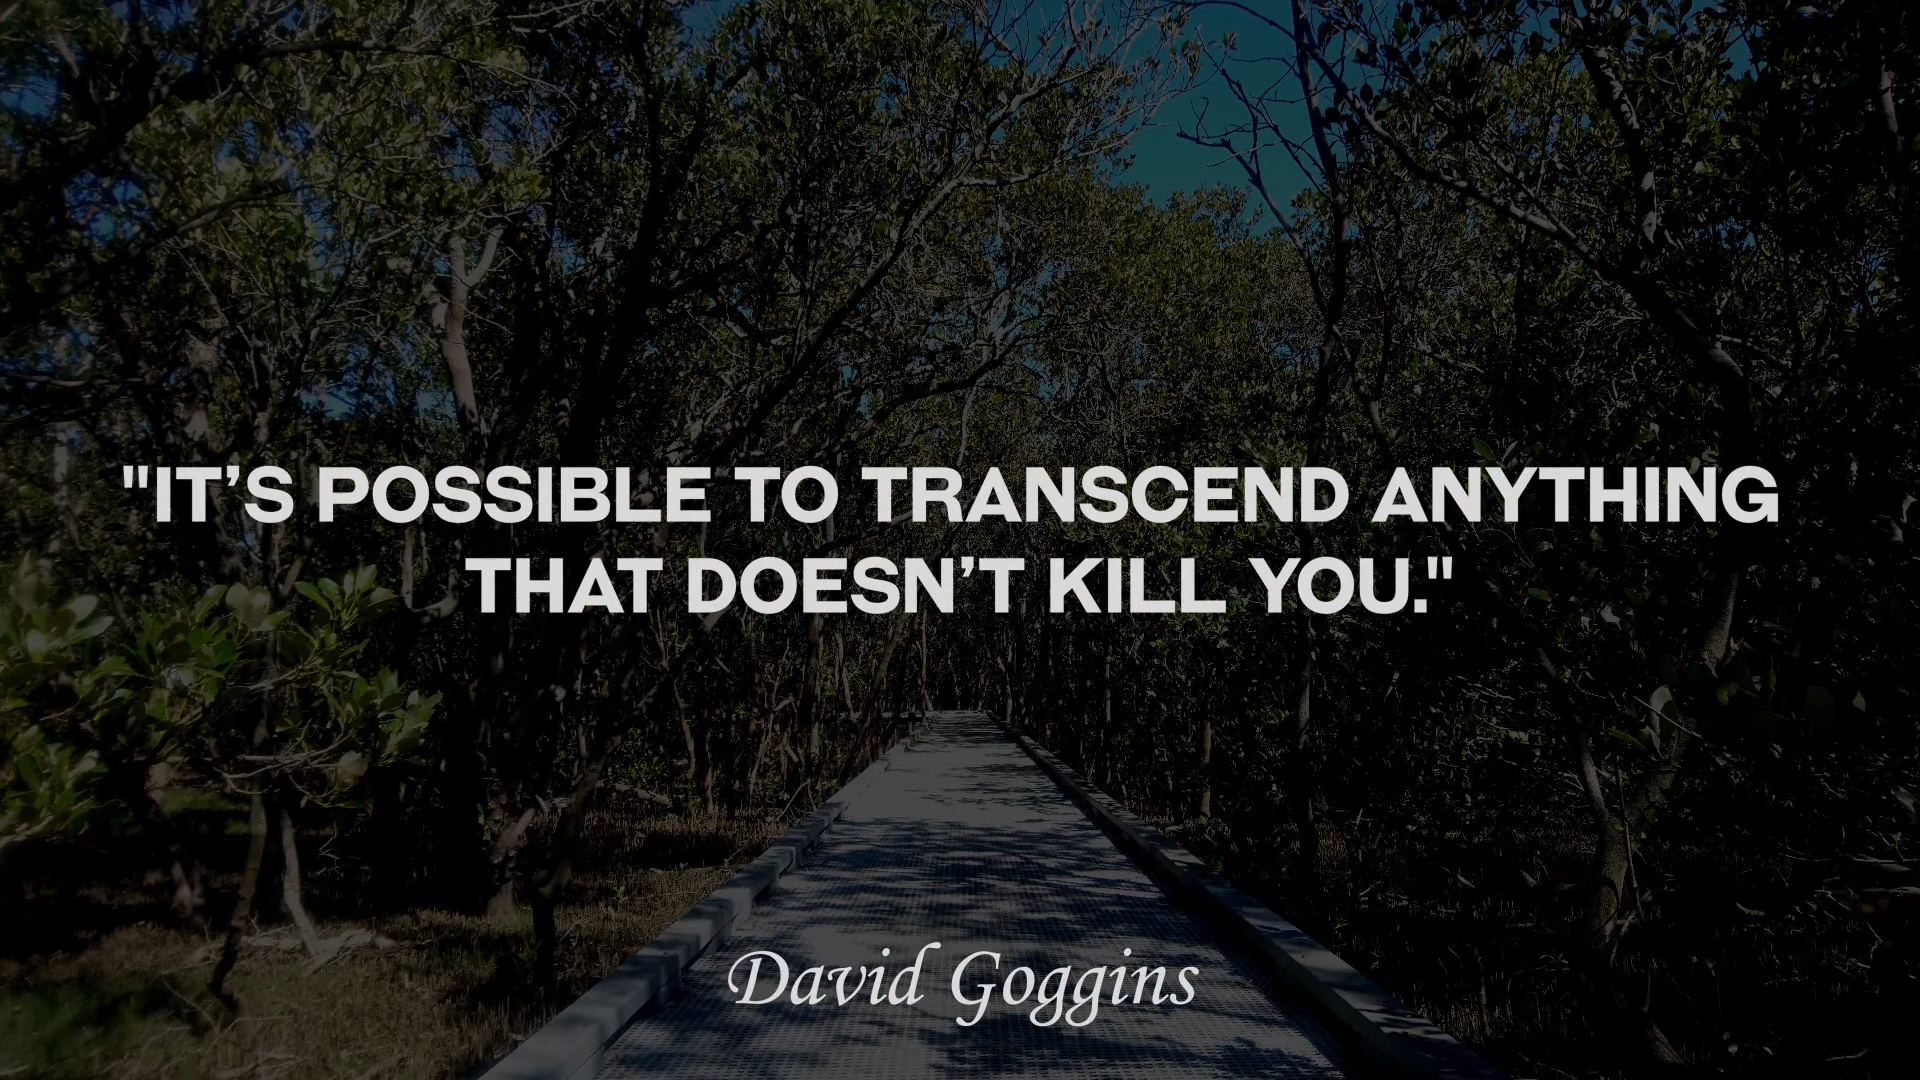 "IT’S POSSIBLE TO TRANSCEND ANYTHING
THAT DOESN’T KILL YOU."
David Goggins